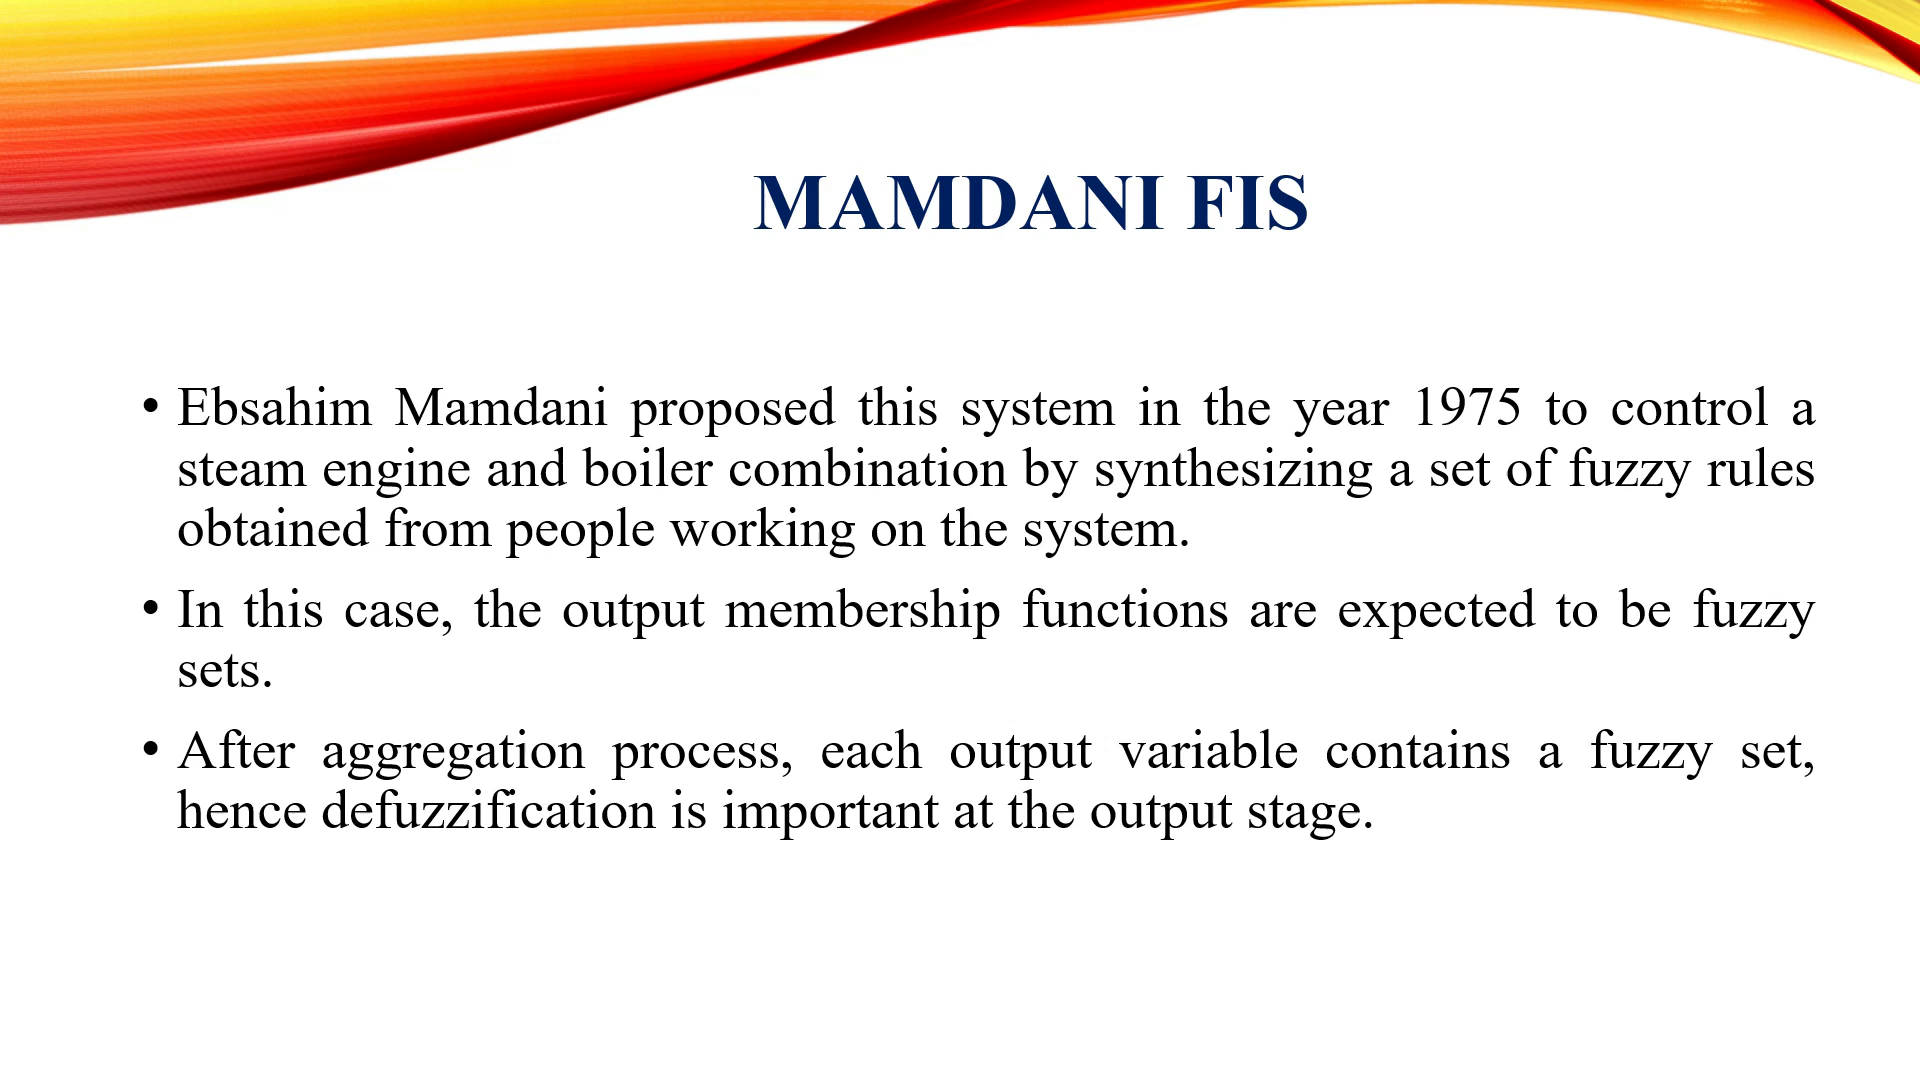 MAMDANI FIS
• Ebsahim Mamdani proposed this system in the year 1975 to control a
steam engine and boiler combination by synthesizing a set of fuzzy rules
obtained from people working on the system.
• In this case, the output membership functions are expected to be fuzzy
sets.
• After aggregation process, each output variable contains a fuzzy set,
hence defuzzification is important at the output stage.